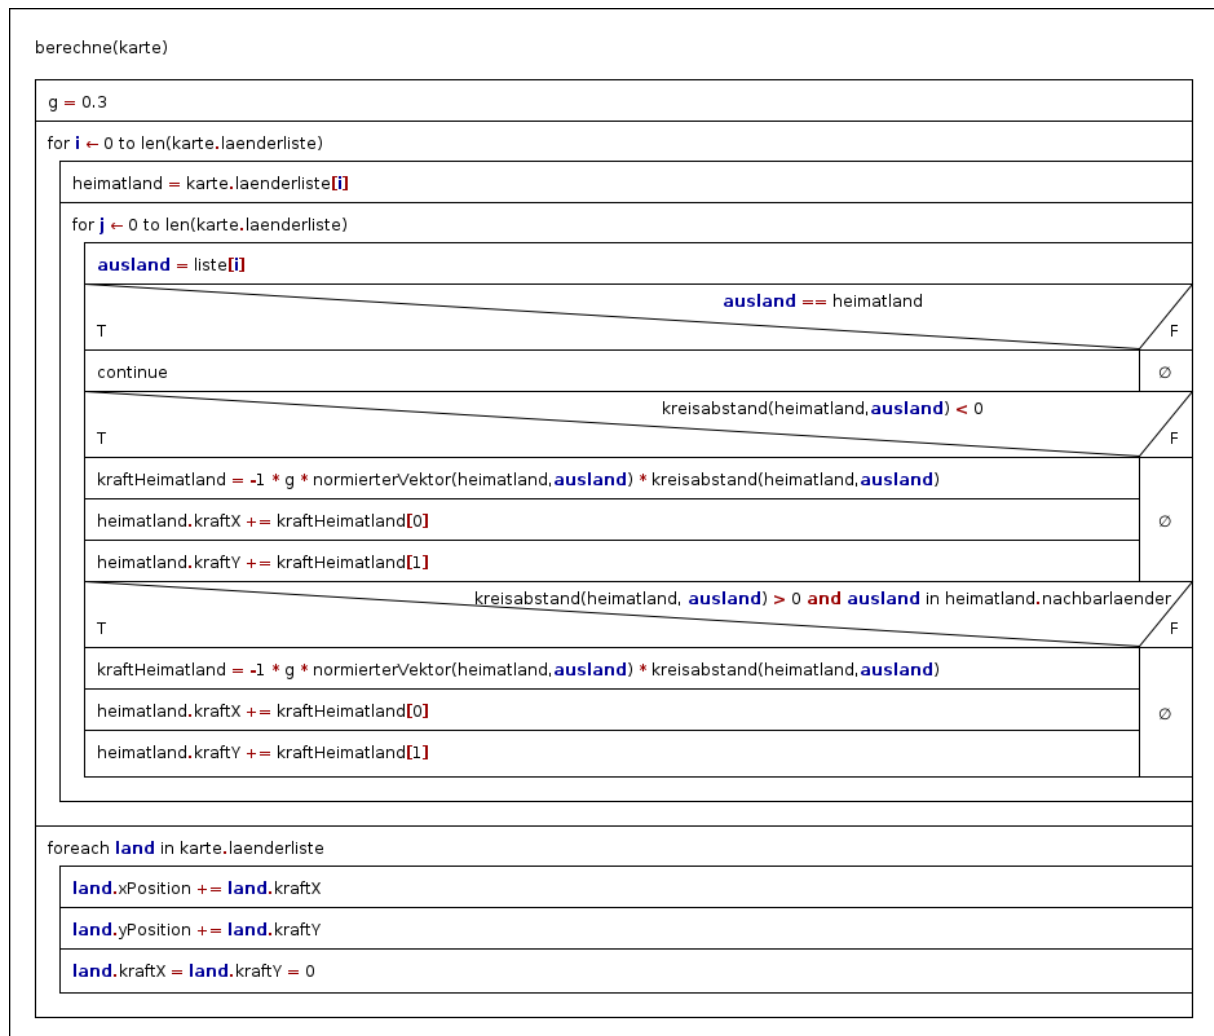 berechne(karte)
g = 0.3
for i ← 0 to len(karte.laenderliste)
heimatland = karte.laenderliste[i]
for j ← 0 to len(karte.laenderliste)
ausland = liste[i]
ausland == heimatland
T F
continue ∅
kreisabstand(heimatland,ausland) < 0
T F
kraftHeimatland = -1 * g * normierterVektor(heimatland,ausland) * kreisabstand(heimatland,ausland)
heimatland.kraftX += kraftHeimatland[0] ∅
heimatland.kraftY += kraftHeimatland[1]
kreisabstand(heimatland, ausland) > 0 and ausland in heimatland.nachbarlaender
T F
kraftHeimatland = -1 * g * normierterVektor(heimatland,ausland) * kreisabstand(heimatland,ausland)
heimatland.kraftX += kraftHeimatland[0] ∅
heimatland.kraftY += kraftHeimatland[1]
foreach land in karte.laenderliste
land.xPosition += land.kraftX
land.yPosition += land.kraftY
land.kraftX = land.kraftY = 0